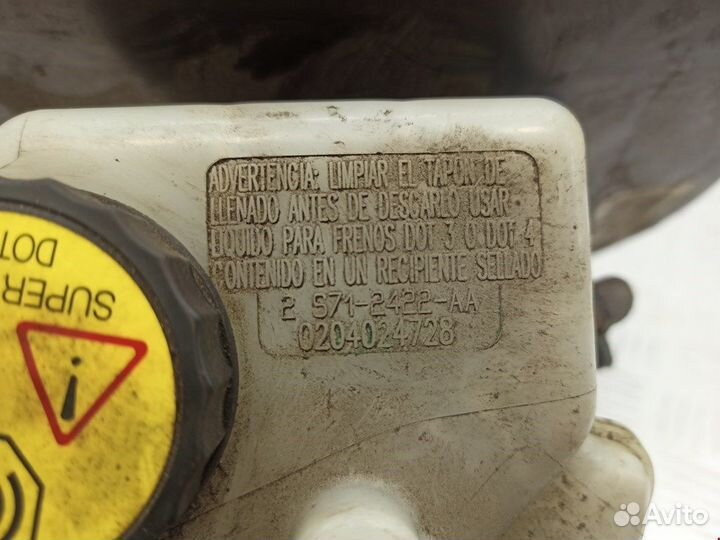 ADVERTENCIA: LIMPIAR EL TAPON DE
LLENADO ANTES DE DESCARLO USAR
LIQUIDO PARA FRENOS DOT 3 O DOT 4
CONTENIDO EN UN RECIPIENTE SELLADO
2 S71-2422-AA
0204024728
SUPER
DOT
Avito